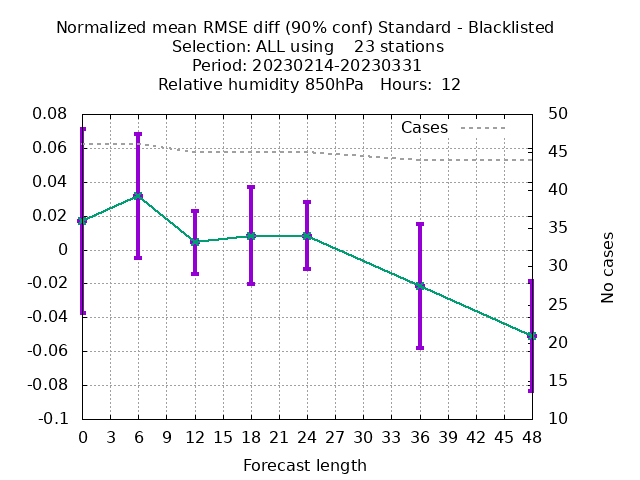 Normalized mean RMSE diff (90% conf) Standard - Blacklisted
Selection: ALL using    23 stations
Period: 20230214-20230331
Relative humidity 850hPa   Hours:  12
Cases
0.08
0.06
0.04
0.02
0
-0.02
-0.04
-0.06
-0.08
-0.1
50
45
40
35
30
25
20
15
10
No cases
0 3 6 9 12 15 18 21 24 27 30 33 36 39 42 45 48
Forecast length